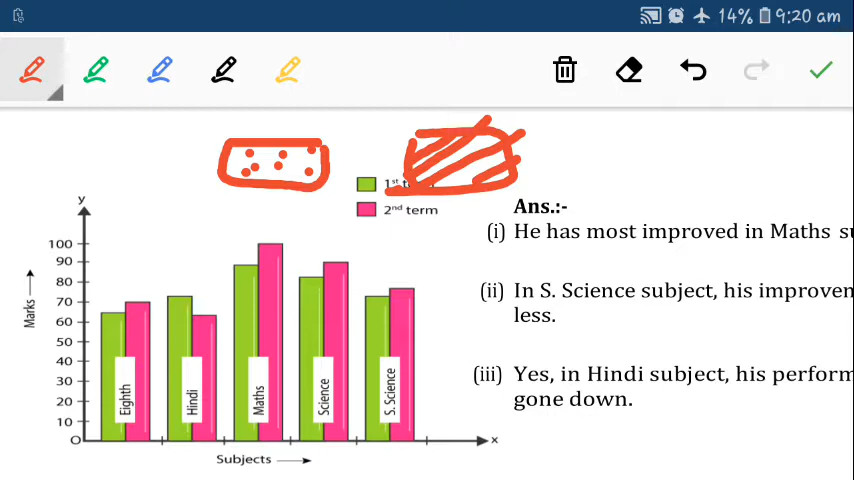 14% 9:20 am
1st
2nd term
y
100
90
80
70
60
50
40
30
20
10
O
x
Marks
Eighth
Hindi
Maths
Science
S. Science
Subjects
Ans.:-
(i) He has most improved in Maths
(ii) In S. Science subject, his
less.
(iii) Yes, in Hindi subject, his
gone down.